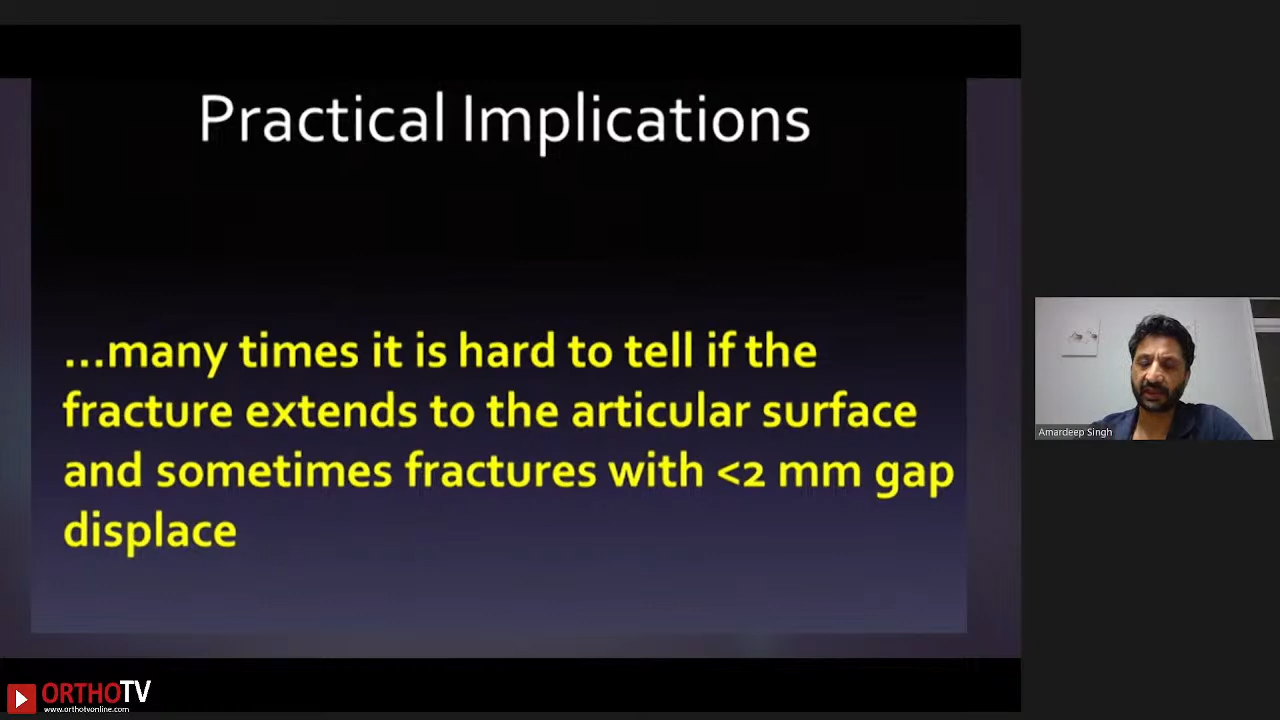 Practical Implications
...many times it is hard to tell if the
fracture extends to the articular surface
and sometimes fractures with <2 mm gap
displace
Amardeep Singh
ORTHOTV
www.orthotvonline.com